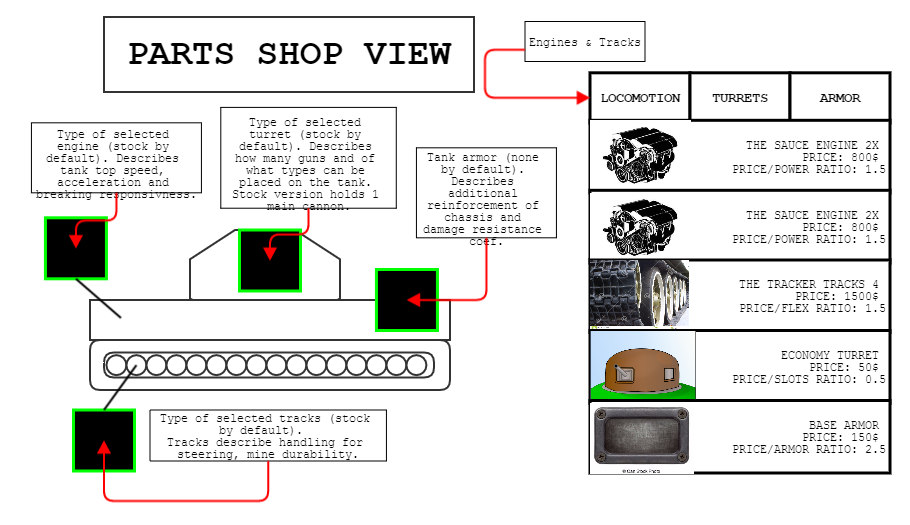 PARTS SHOP VIEW
Engines & Tracks
LOCOMOTION
TURRETS
ARMOR
Type of selected
engine (stock by
default). Describes
tank top speed,
acceleration and
breaking responsivness.
Type of selected
turret (stock by
default). Describes
how many guns and of
what types can be
placed on the tank.
Stock version holds 1
main cannon.
Tank armor (none
by default).
Describes
additional
reinforcement of
chassis and
damage resistance
coef.
Type of selected tracks (stock
by default).
Tracks describe handling for
steering, mine durability.
THE SAUCE ENGINE 2X
PRICE: 800$
PRICE/POWER RATIO: 1.5
THE SAUCE ENGINE 2X
PRICE: 800$
PRICE/POWER RATIO: 1.5
THE TRACKER TRACKS 4
PRICE: 1500$
PRICE/FLEX RATIO: 1.5
ECONOMY TURRET
PRICE: 50$
PRICE/SLOTS RATIO: 0.5
BASE ARMOR
PRICE: 150$
PRICE/ARMOR RATIO: 2.5